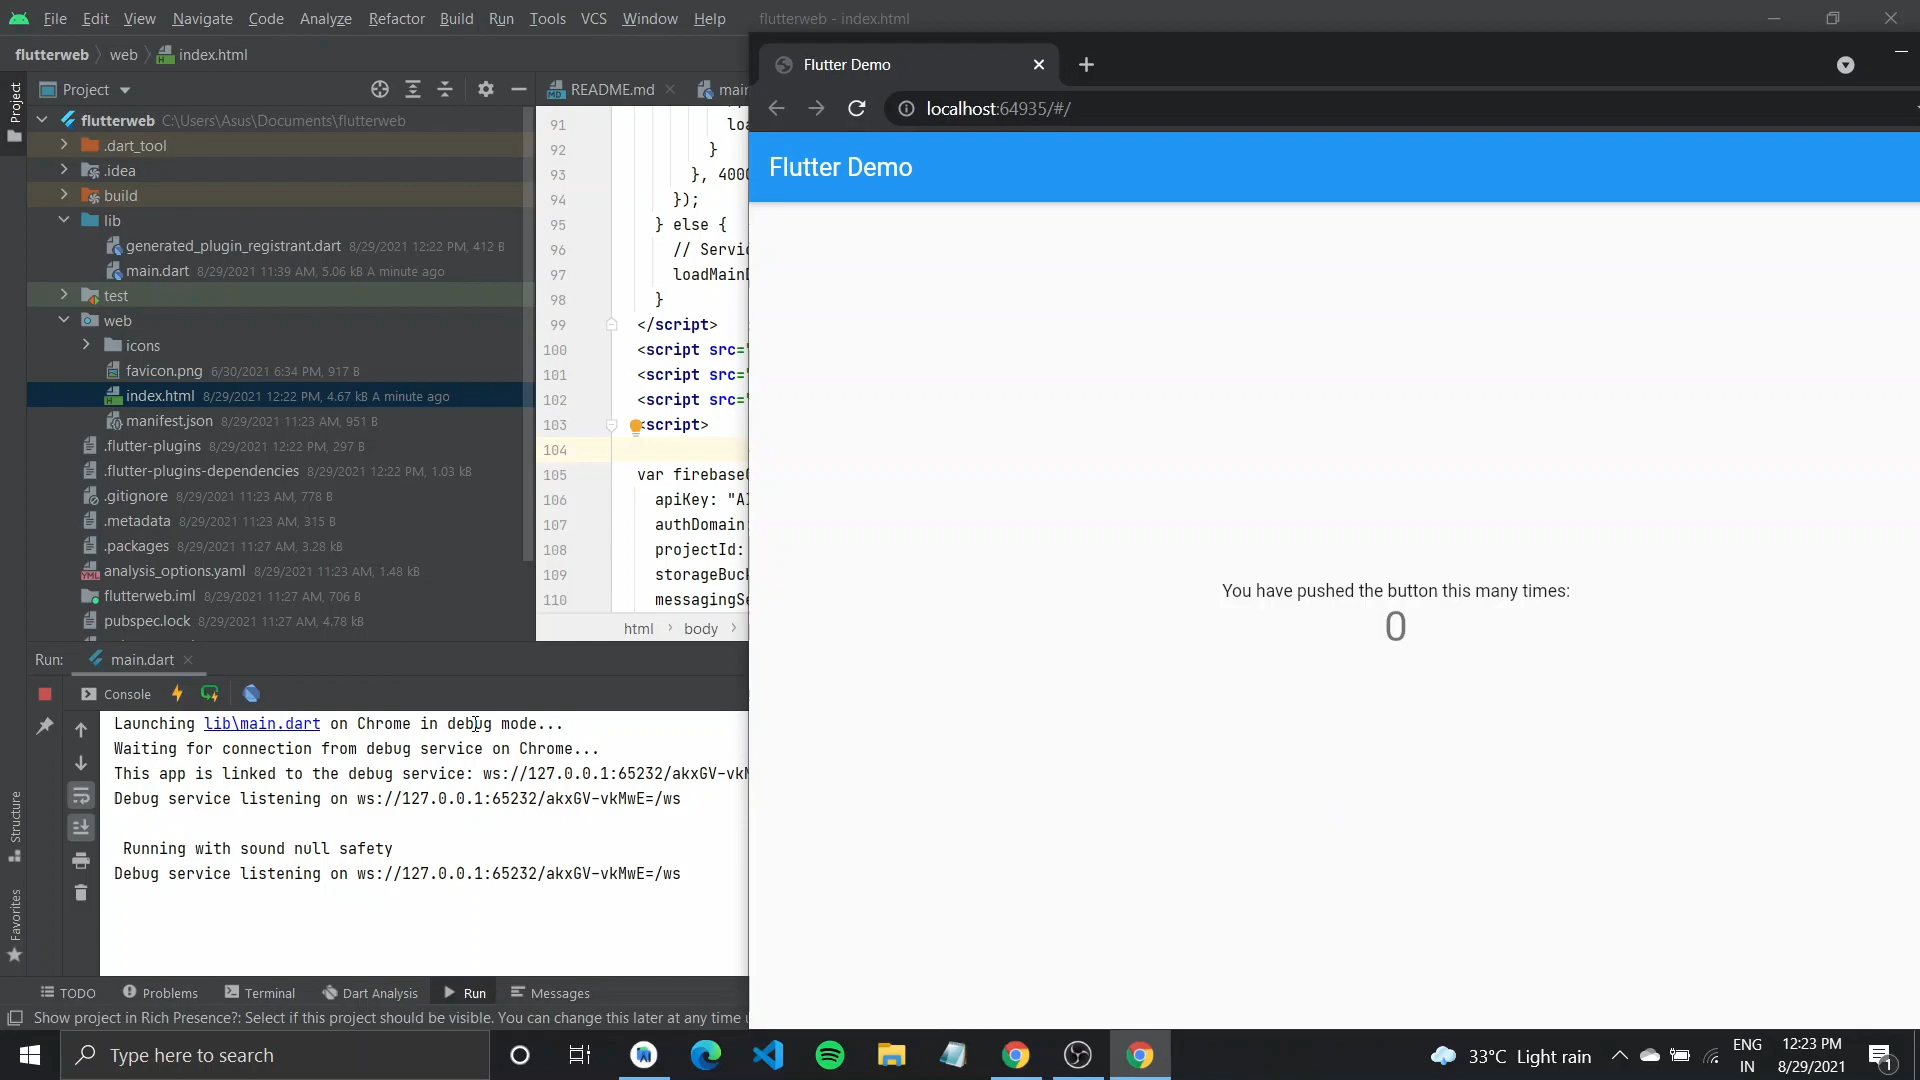 File Edit View Navigate Code Analyze Refactor Build Run Tools VCS Window Help flutterweb - index.html
flutterweb web index.html
Project
Project
flutterweb C:\Users\Asus\Documents\flutterweb
.dart_tool
.idea
build
lib
generated_plugin_registrant.dart 8/29/2021 12:22 PM, 412 B
main.dart 8/29/2021 11:39 AM, 5.06 kB A minute ago
test
web
icons
favicon.png 6/30/2021 6:34 PM, 917 B
index.html 8/29/2021 12:22 PM, 4.67 kB A minute ago
manifest.json 8/29/2021 11:23 AM, 951 B
.flutter-plugins 8/29/2021 12:22 PM, 297 B
.flutter-plugins-dependencies 8/29/2021 12:22 PM, 1.03 kB
.gitignore 8/29/2021 11:23 AM, 778 B
.metadata 8/29/2021 11:23 AM, 315 B
.packages 8/29/2021 11:27 AM, 3.28 kB
analysis_options.yaml 8/29/2021 11:23 AM, 1.48 kB
flutterweb.iml 8/29/2021 11:27 AM, 706 B
pubspec.lock 8/29/2021 11:27 AM, 4.78 kB
README.md mai
91 loa
92 }
93 }, 4000
94 });
95 } else {
96 // Servi
97 loadMain
98 }
99 </script>
100 <script src="
101 <script src="
102 <script src="
103 <script>
104
105 var firebase
106 apiKey: "A
107 authDomain
108 projectId:
109 storageBuc
110 messagingSe
html body
Flutter Demo
localhost:64935/#/
Flutter Demo
You have pushed the button this many times:
0
Run: main.dart
Console
Launching lib\main.dart on Chrome in debug mode...
Waiting for connection from debug service on Chrome...
This app is linked to the debug service: ws://127.0.0.1:65232/akxGV-vkM
Debug service listening on ws://127.0.0.1:65232/akxGV-vkMwE=/ws
Running with sound null safety
Debug service listening on ws://127.0.0.1:65232/akxGV-vkMwE=/ws
Structure
Favorites
TODO Problems Terminal Dart Analysis Run Messages
Show project in Rich Presence?: Select if this project should be visible. You can change this later at any time
Type here to search
33°C Light rain
ENG
IN
12:23 PM
8/29/2021
1